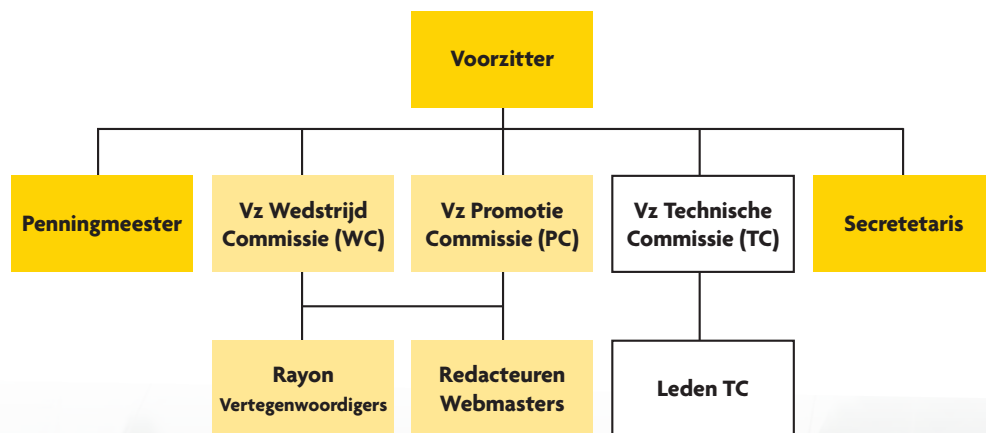 Voorzitter
Penningmeester
Vz Wedstrijd
Commissie (WC)
Vz Promotie
Commissie (PC)
Vz Technische
Commissie (TC)
Secretetaris
Rayon
Vertegenwoordigers
Redacteuren
Webmasters
Leden TC